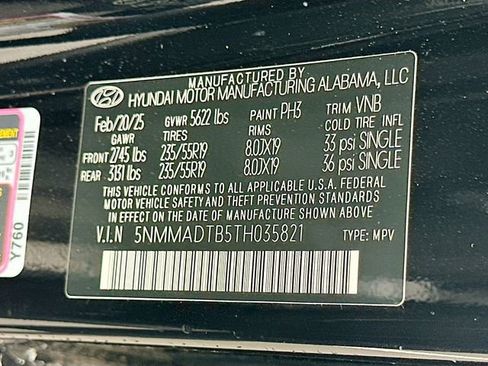 MANUFACTURED BY
HYUNDAI MOTOR MANUFACTURING ALABAMA, LLC
Feb/20/25 GVWR 5622 lbs PAINT PH3 TRIM VNB
GAWR TIRES RIMS COLD TIRE INFL
FRONT 2745 lbs 235/55R19 8.0JX19 33 psi SINGLE
REAR 3131 lbs 235/55R19 8.0JX19 36 psi SINGLE
THIS VEHICLE CONFORMS TO ALL APPLICABLE U.S.A. FEDERAL
MOTOR VEHICLE SAFETY AND THEFT PREVENTION STANDARDS
IN EFFECT ON THE DATE OF MANUFACTURE SHOWN ABOVE.
V.I.N 5NMMADTB5TH035821 TYPE: MPV
Y760